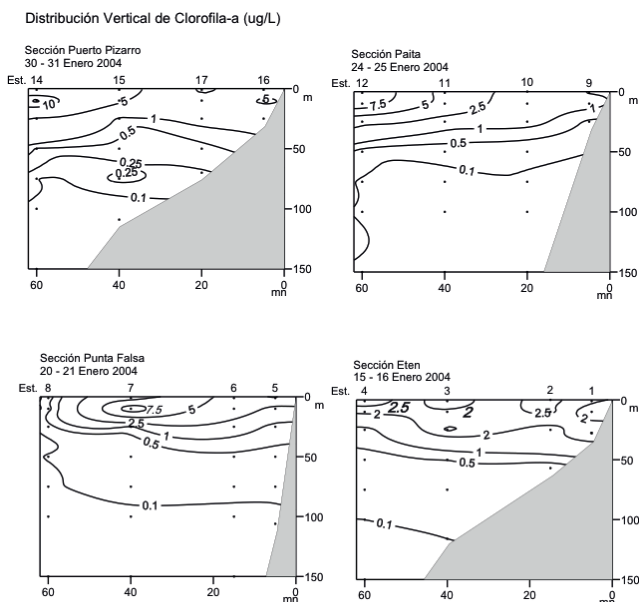 Distribución Vertical de Clorofila-a (ug/L)
Sección Puerto Pizarro
30 - 31 Enero 2004
Est. 14 15 17 16
10 5 5
1
0.5
0.25
0.25
0.1
0
m
50
100
150
60 40 20 0
mn
Sección Paita
24 - 25 Enero 2004
12 11 10 9
7.5 5 2.5 1
1
0.5
0.1
0
m
50
100
150
60 40 20 0
mn
Sección Punta Falsa
20 - 21 Enero 2004
Est. 8 7 6 5
7.5 5
2.5
1
0.5
0.1
0
m
50
100
150
60 40 20 0
mn
Sección Eten
15 - 16 Enero 2004
4 3 2 1
2.5 2 2.5 2
2 2
1
0.5
0.1
0
m
50
100
150
60 40 20 0
mn